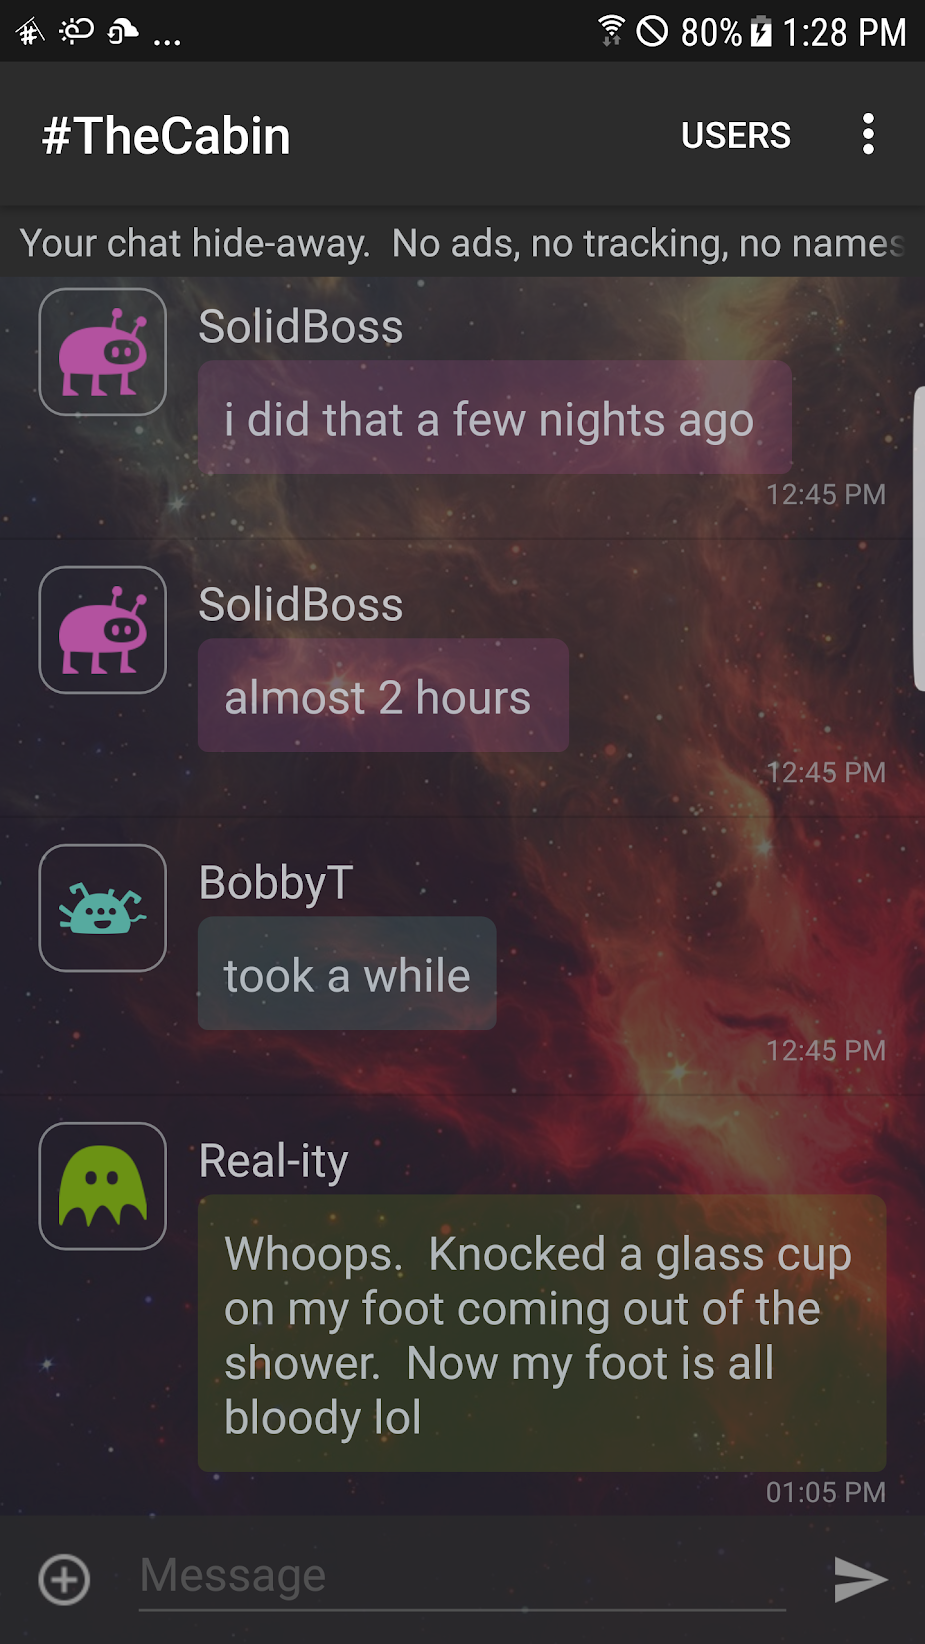 80% 1:28 PM
#TheCabin USERS
Your chat hide-away.  No ads, no tracking, no names
SolidBoss
i did that a few nights ago
12:45 PM
SolidBoss
almost 2 hours
12:45 PM
BobbyT
took a while
12:45 PM
Real-ity
Whoops.  Knocked a glass cup
on my foot coming out of the
shower.  Now my foot is all
bloody lol
01:05 PM
Message